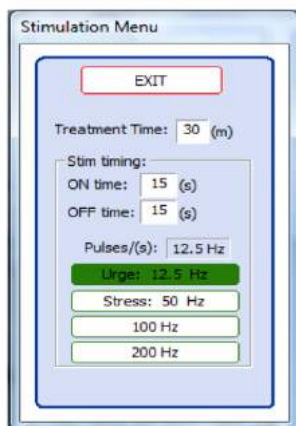 Stimulation Menu
EXIT
Treatment Time: 30 (m)
Stim timing:
ON time: 15 (s)
OFF time: 15 (s)
Pulses/(s): 12.5 Hz
Urge: 12.5 Hz
Stress: 50 Hz
100 Hz
200 Hz